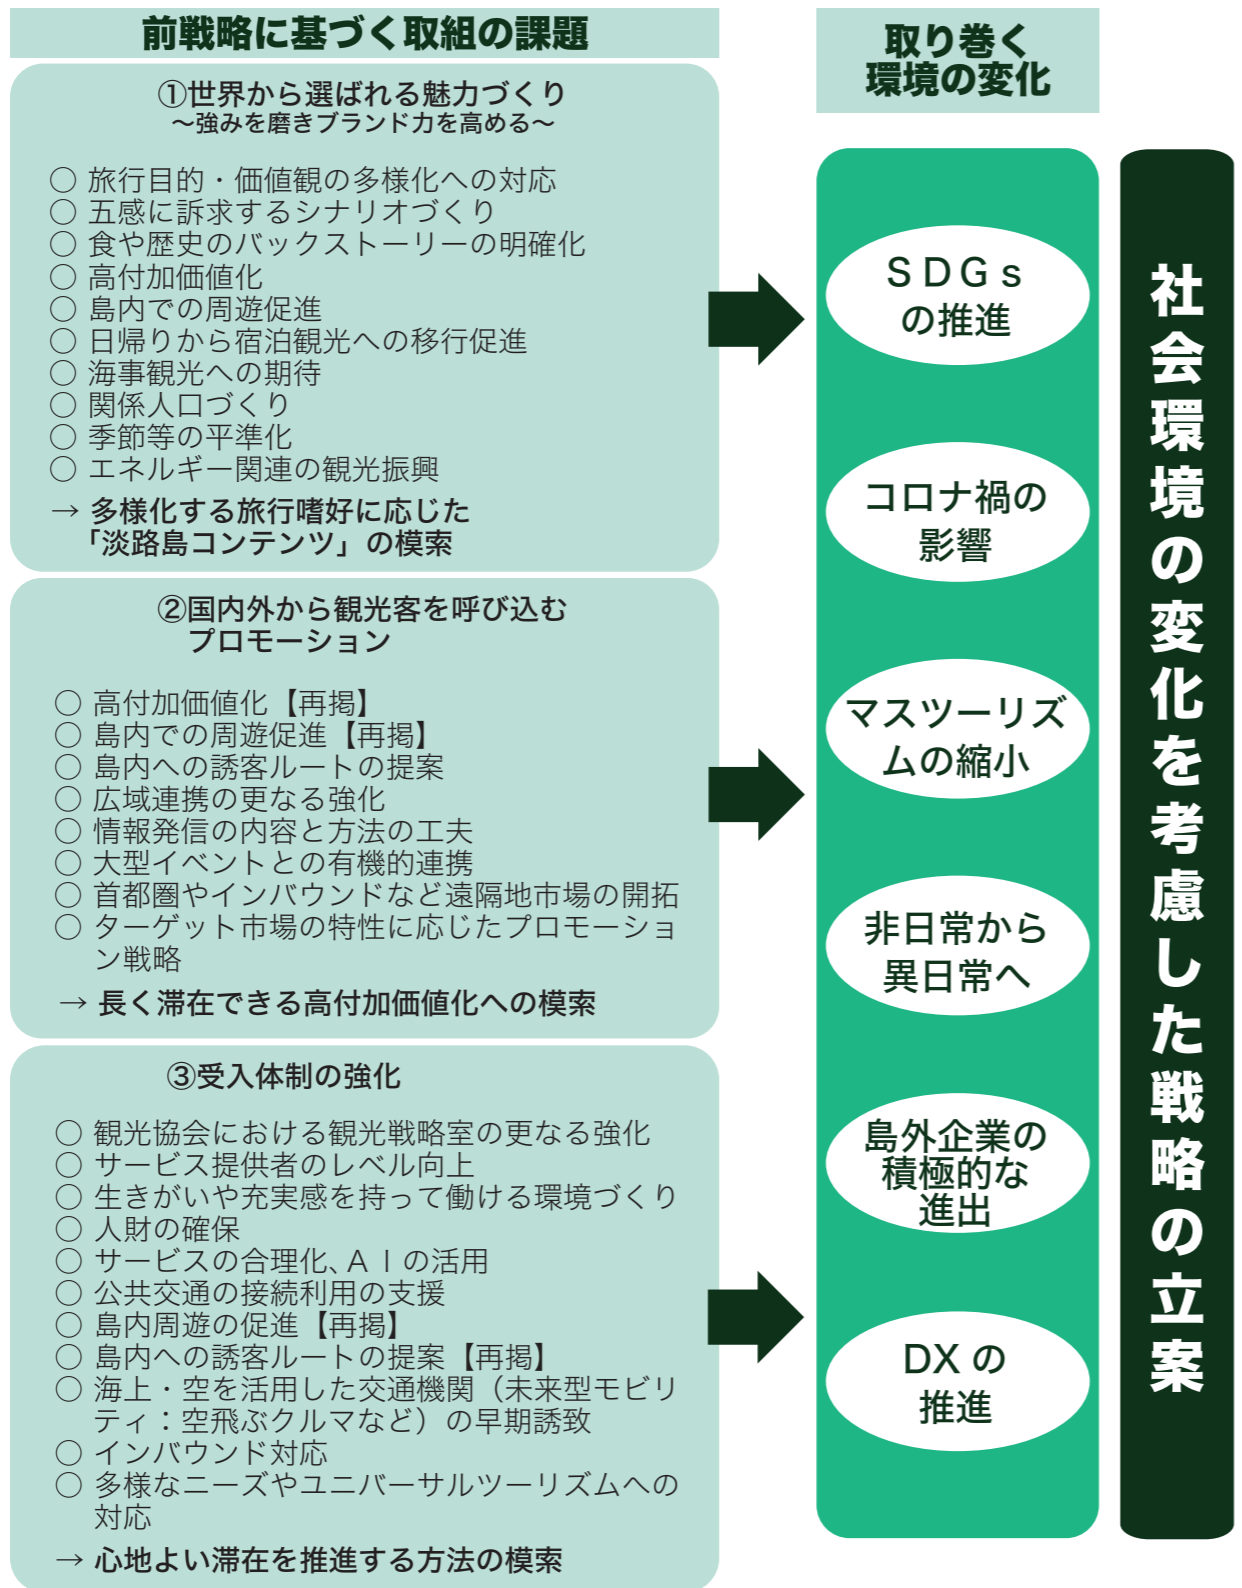 前戦略に基づく取組の課題
①世界から選ばれる魅力づくり
～強みを磨きブランド力を高める～
○ 旅行目的・価値観の多様化への対応
○ 五感に訴求するシナリオづくり
○ 食や歴史のバックストーリーの明確化
○ 高付加価値化
○ 島内での周遊促進
○ 日帰りから宿泊観光への移行促進
○ 海事観光への期待
○ 関係人口づくり
○ 季節等の平準化
○ エネルギー関連の観光振興
→ 多様化する旅行嗜好に応じた
「淡路島コンテンツ」の模索
②国内外から観光客を呼び込む
プロモーション
○ 高付加価値化【再掲】
○ 島内での周遊促進【再掲】
○ 島内への誘客ルートの提案
○ 広域連携の更なる強化
○ 情報発信の内容と方法の工夫
○ 大型イベントとの有機的連携
○ 首都圏やインバウンドなど遠隔地市場の開拓
○ ターゲット市場の特性に応じたプロモーショ
ン戦略
→ 長く滞在できる高付加価値化への模索
③受入体制の強化
○ 観光協会における観光戦略室の更なる強化
○ サービス提供者のレベル向上
○ 生きがいや充実感を持って働ける環境づくり
○ 人財の確保
○ サービスの合理化、ＡＩの活用
○ 公共交通の接続利用の支援
○ 島内周遊の促進【再掲】
○ 島内への誘客ルートの提案【再掲】
○ 海上・空を活用した交通機関（未来型モビリ
ティ：空飛ぶクルマなど）の早期誘致
○ インバウンド対応
○ 多様なニーズやユニバーサルツーリズムへの
対応
→ 心地よい滞在を推進する方法の模索
取り巻く
環境の変化
ＳＤＧｓ
の推進
コロナ禍の
影響
マスツーリズ
ムの縮小
非日常から
異日常へ
島外企業の
積極的な
進出
DX の
推進
社会環境の変化を考慮した戦略の立案